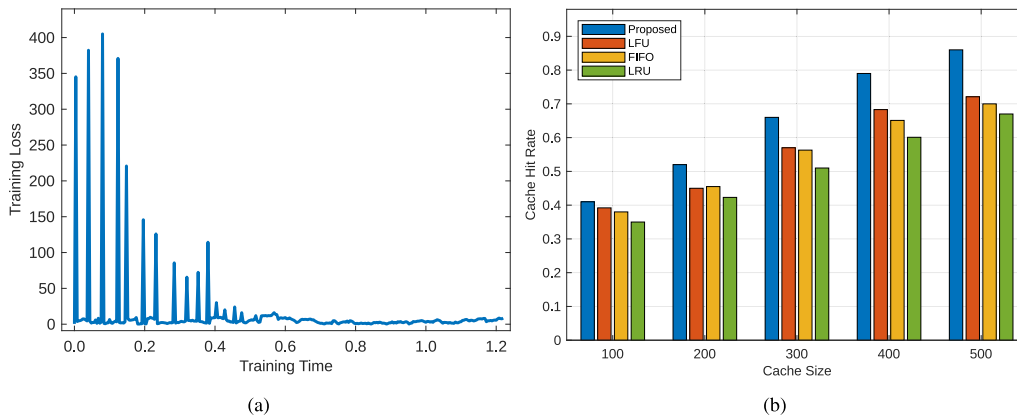 400
350
300
250
200
150
100
50
0
Training Loss
0.0 0.2 0.4 0.6 0.8 1.0 1.2
Training Time
(a)
Proposed
LFU
FIFO
LRU
0.9
0.8
0.7
0.6
0.5
0.4
0.3
0.2
0.1
0
Cache Hit Rate
100 200 300 400 500
Cache Size
(b)